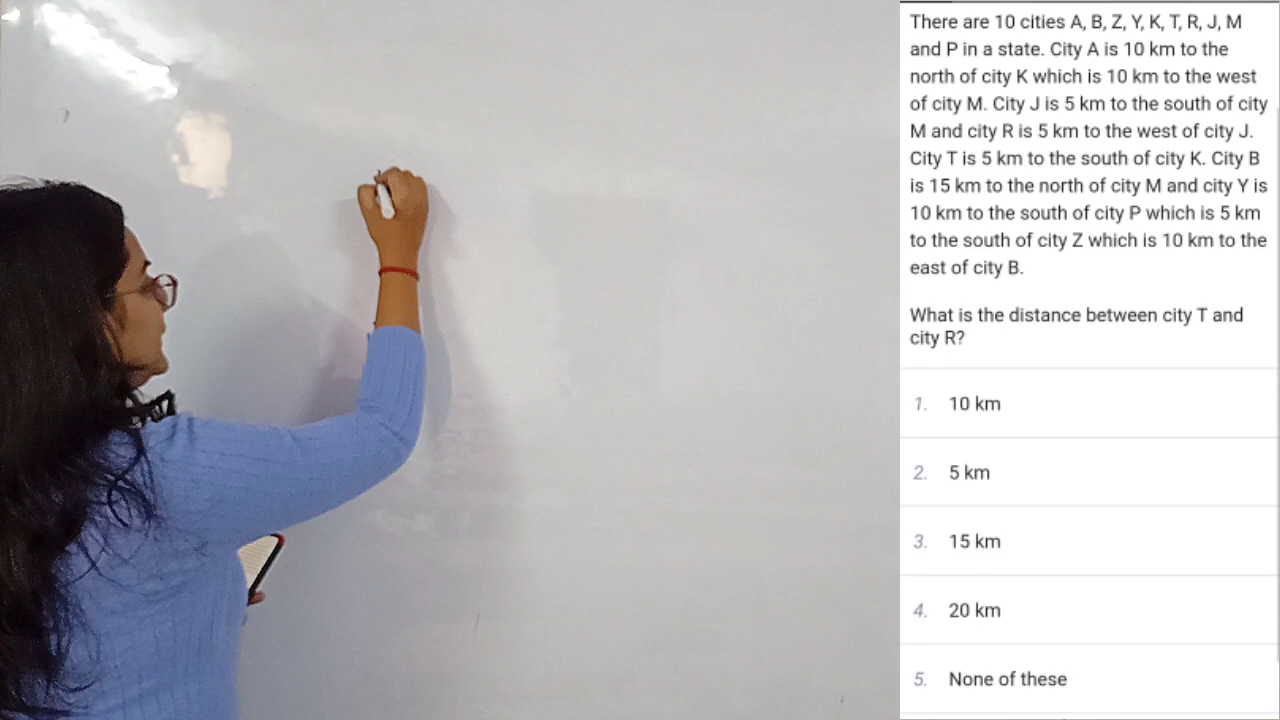 There are 10 cities A, B, Z, Y, K, T, R, J, M
and P in a state. City A is 10 km to the
north of city K which is 10 km to the west
of city M. City J is 5 km to the south of city
M and city R is 5 km to the west of city J.
City T is 5 km to the south of city K. City B
is 15 km to the north of city M and city Y is
10 km to the south of city P which is 5 km
to the south of city Z which is 10 km to the
east of city B.
What is the distance between city T and
city R?
1. 10 km
2. 5 km
3. 15 km
4. 20 km
5. None of these